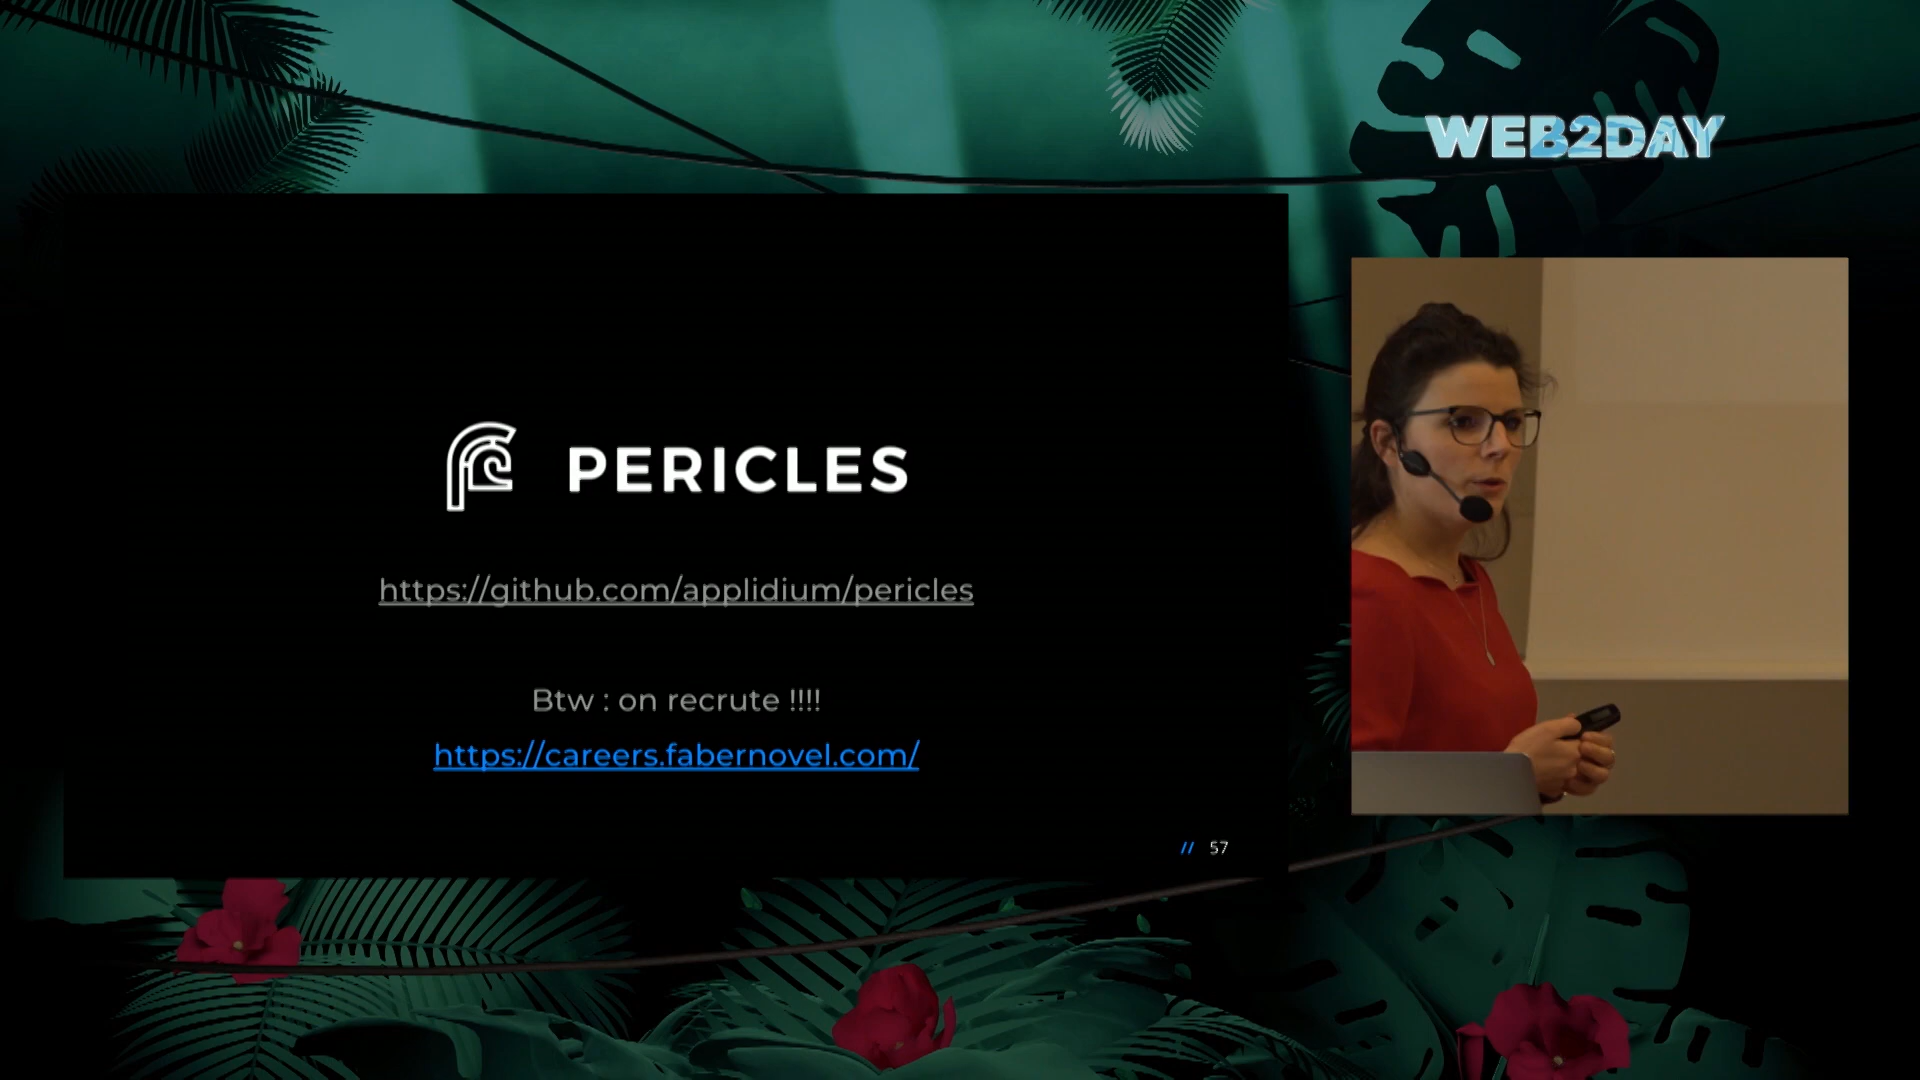 WEB2DAY
PERICLES
https://github.com/applidium/pericles
Btw : on recrute !!!!
https://careers.fabernovel.com/
// 57